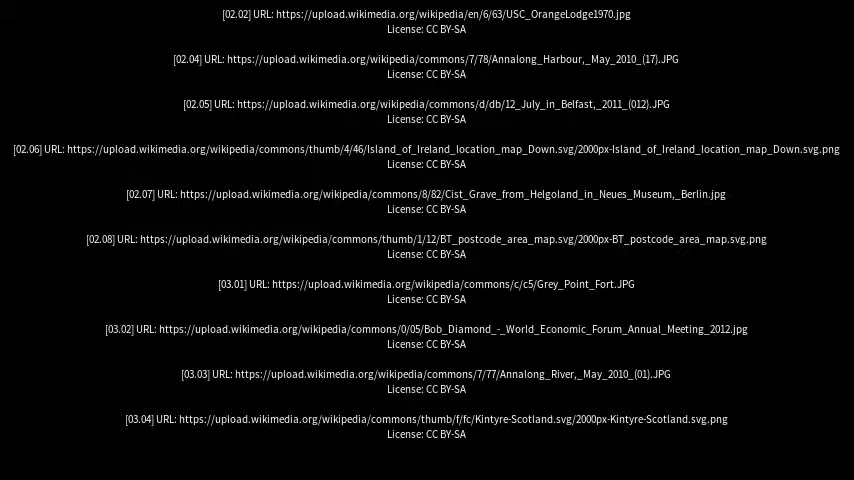 [02.02] URL: https://upload.wikimedia.org/wikipedia/en/6/63/USC_OrangeLodge1970.jpg
License: CC BY-SA
[02.04] URL: https://upload.wikimedia.org/wikipedia/commons/7/78/Annalong_Harbour,_May_2010_(17).JPG
License: CC BY-SA
[02.05] URL: https://upload.wikimedia.org/wikipedia/commons/d/db/12_July_in_Belfast,_2011_(012).JPG
License: CC BY-SA
[02.06] URL: https://upload.wikimedia.org/wikipedia/commons/thumb/4/46/Island_of_Ireland_location_map_Down.svg/2000px-Island_of_Ireland_location_map_Down.svg.png
License: CC BY-SA
[02.07] URL: https://upload.wikimedia.org/wikipedia/commons/8/82/Cist_Grave_from_Helgoland_in_Neues_Museum,_Berlin.jpg
License: CC BY-SA
[02.08] URL: https://upload.wikimedia.org/wikipedia/commons/thumb/1/12/BT_postcode_area_map.svg/2000px-BT_postcode_area_map.svg.png
License: CC BY-SA
[03.01] URL: https://upload.wikimedia.org/wikipedia/commons/c/c5/Grey_Point_Fort.JPG
License: CC BY-SA
[03.02] URL: https://upload.wikimedia.org/wikipedia/commons/0/05/Bob_Diamond_-_World_Economic_Forum_Annual_Meeting_2012.jpg
License: CC BY-SA
[03.03] URL: https://upload.wikimedia.org/wikipedia/commons/7/77/Annalong_River,_May_2010_(01).JPG
License: CC BY-SA
[03.04] URL: https://upload.wikimedia.org/wikipedia/commons/thumb/f/fc/Kintyre-Scotland.svg/2000px-Kintyre-Scotland.svg.png
License: CC BY-SA